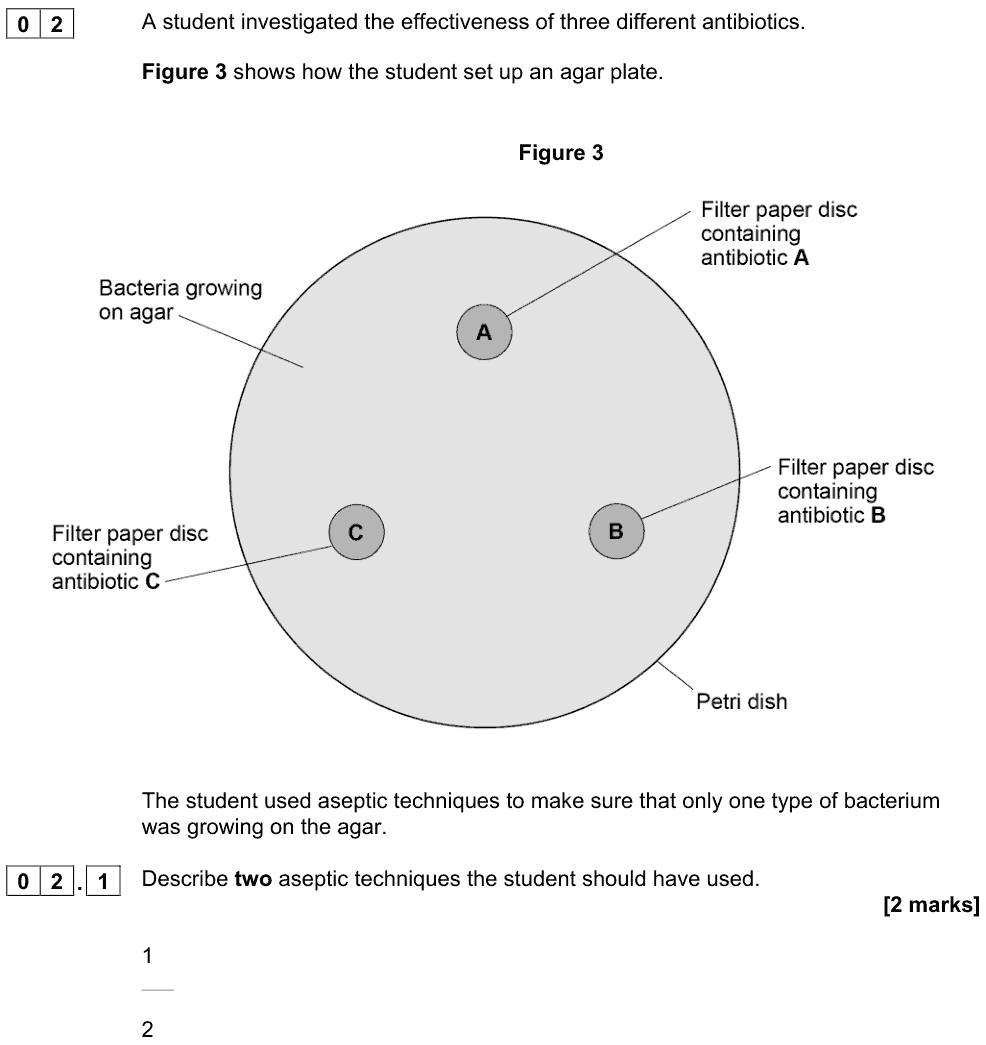 0 2 A student investigated the effectiveness of three different antibiotics.
Figure 3 shows how the student set up an agar plate.
Figure 3
Filter paper disc
containing
antibiotic A
Bacteria growing
on agar
A
Filter paper disc
containing
antibiotic B
C
B
Filter paper disc
containing
antibiotic C
Petri dish
The student used aseptic techniques to make sure that only one type of bacterium
was growing on the agar.
0 2 . 1 Describe two aseptic techniques the student should have used.
[2 marks]
1
2